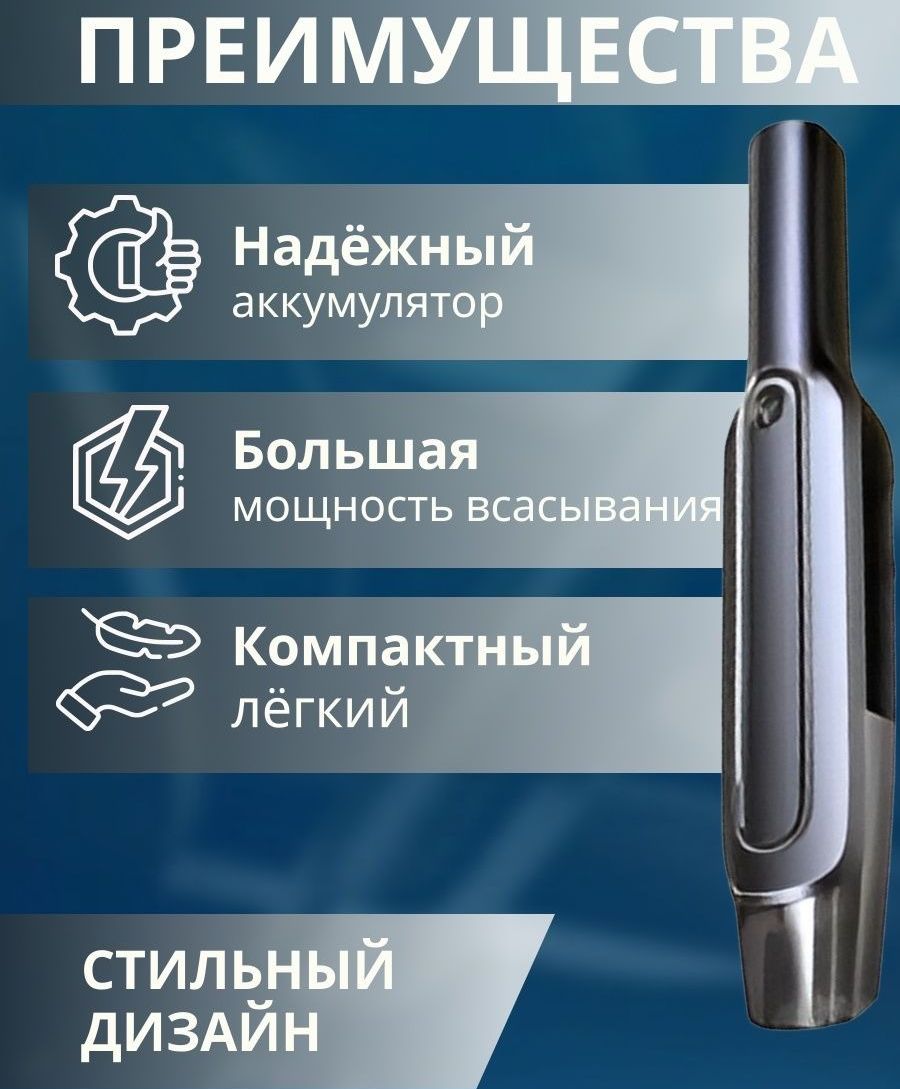 ПРЕИМУЩЕСТВА
Надёжный
аккумулятор
Большая
мощность всасывания
Компактный
лёгкий
СТИЛЬНЫЙ
ДИЗАЙН